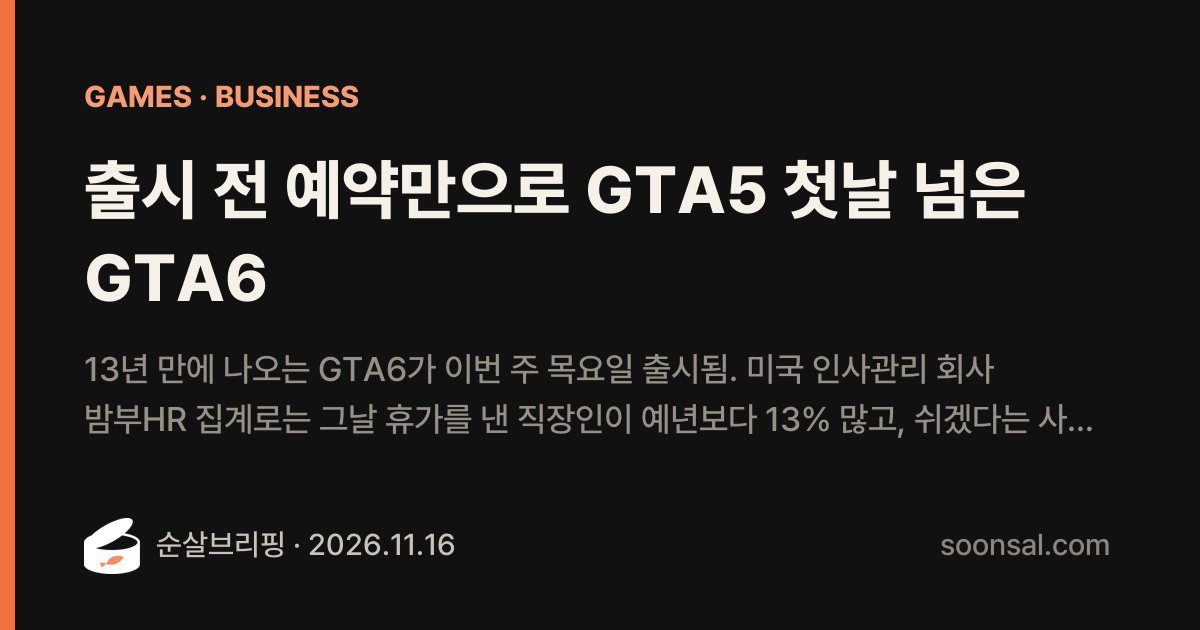 GAMES · BUSINESS
출시 전 예약만으로 GTA5 첫날 넘은
GTA6
13년 만에 나오는 GTA6가 이번 주 목요일 출시됨. 미국 인사관리 회사
밤부HR 집계로는 그날 휴가를 낸 직장인이 예년보다 13% 많고, 쉬겠다는 사...
순살브리핑 · 2026.11.16
soonsal.com